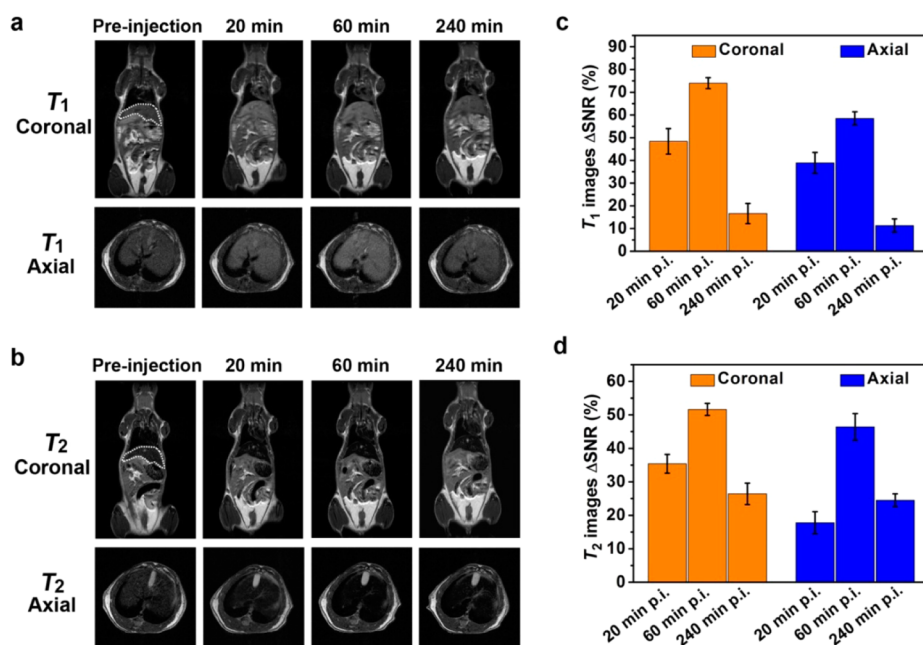 a
Pre-injection 20 min 60 min 240 min
T1
Coronal
T1
Axial
b
Pre-injection 20 min 60 min 240 min
T2
Coronal
T2
Axial
c
Coronal Axial
T1 images ΔSNR (%)
90
80
70
60
50
40
30
20
10
0
20 min p.i. 60 min p.i. 240 min p.i. 20 min p.i. 60 min p.i. 240 min p.i.
d
Coronal Axial
T2 images ΔSNR (%)
60
50
40
30
20
10
0
20 min p.i. 60 min p.i. 240 min p.i. 20 min p.i. 60 min p.i. 240 min p.i.